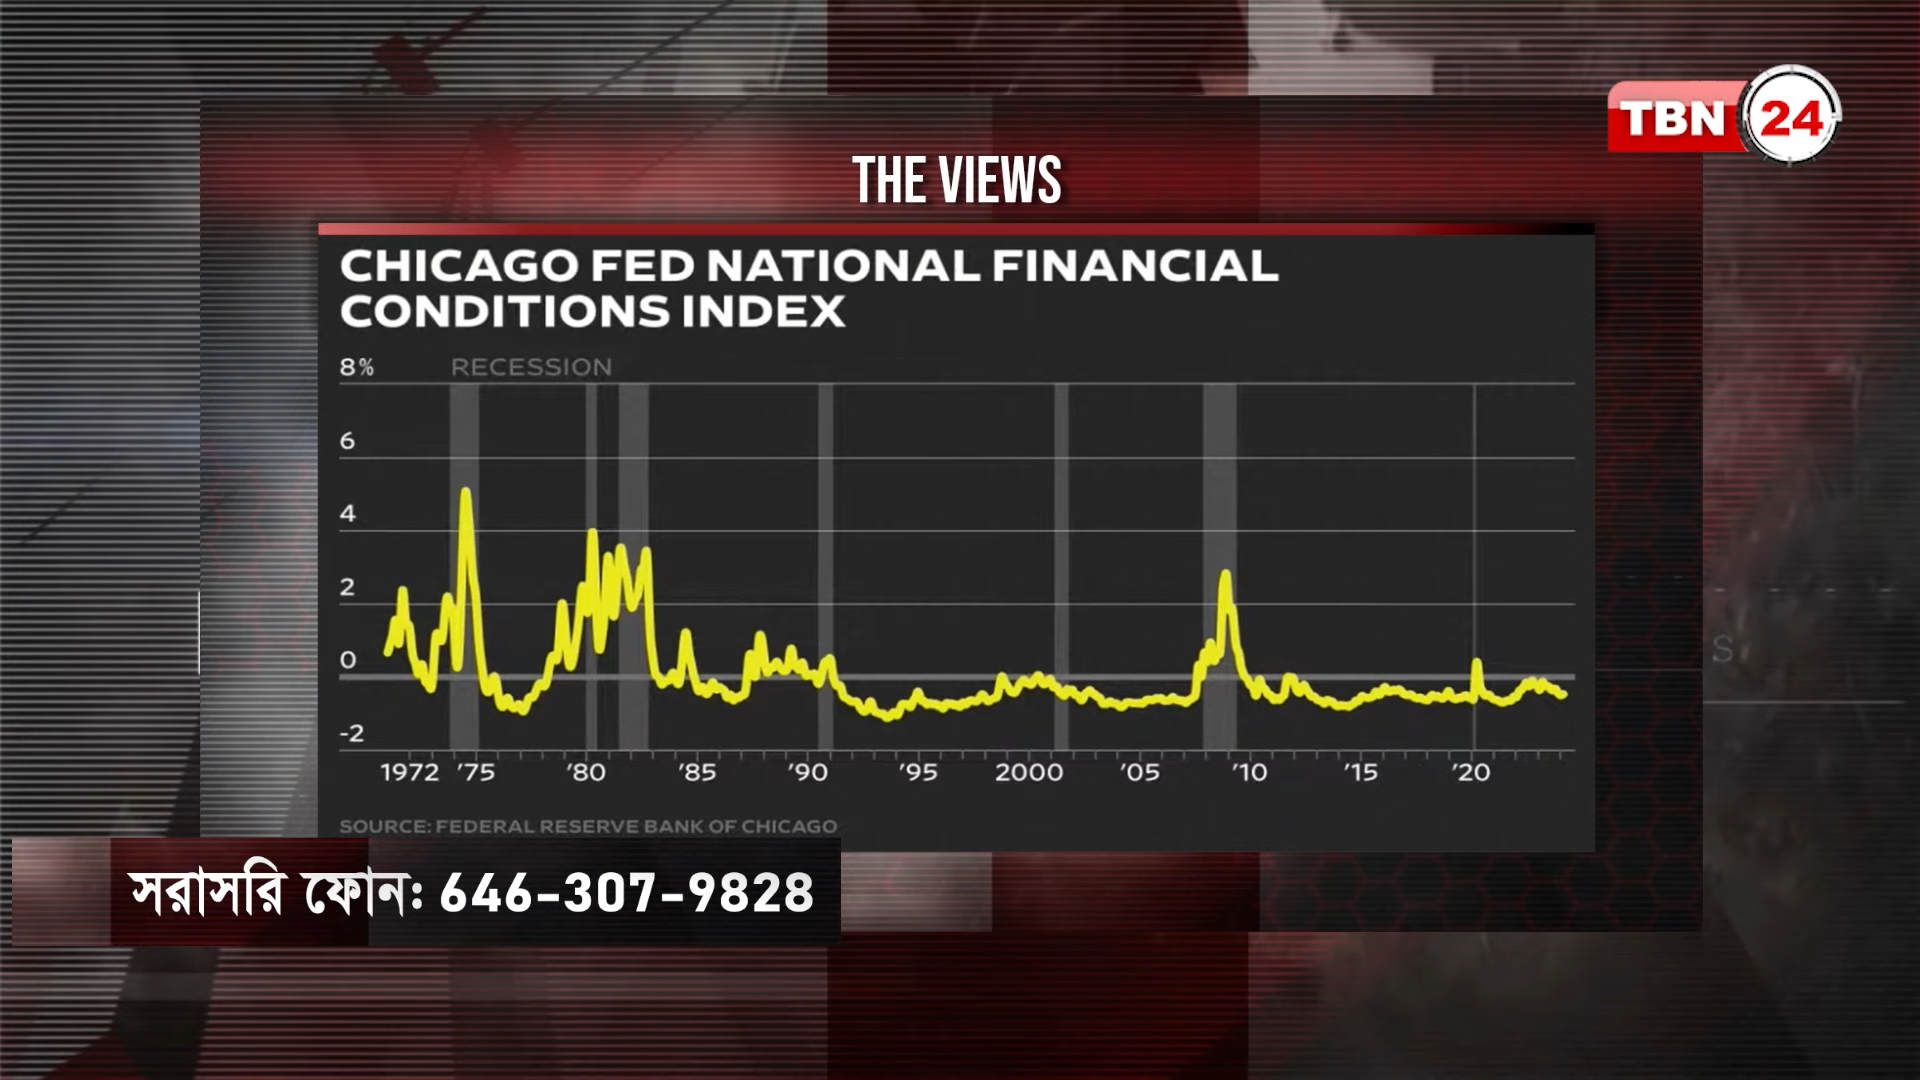 TBN 24
THE VIEWS
CHICAGO FED NATIONAL FINANCIAL
CONDITIONS INDEX
8%
RECESSION
6
4
2
0
-2
1972 '75 '80 '85 '90 '95 2000 '05 '10 '15 '20
SOURCE: FEDERAL RESERVE BANK OF CHICAGO
সরাসরি ফোন: 646-307-9828
S